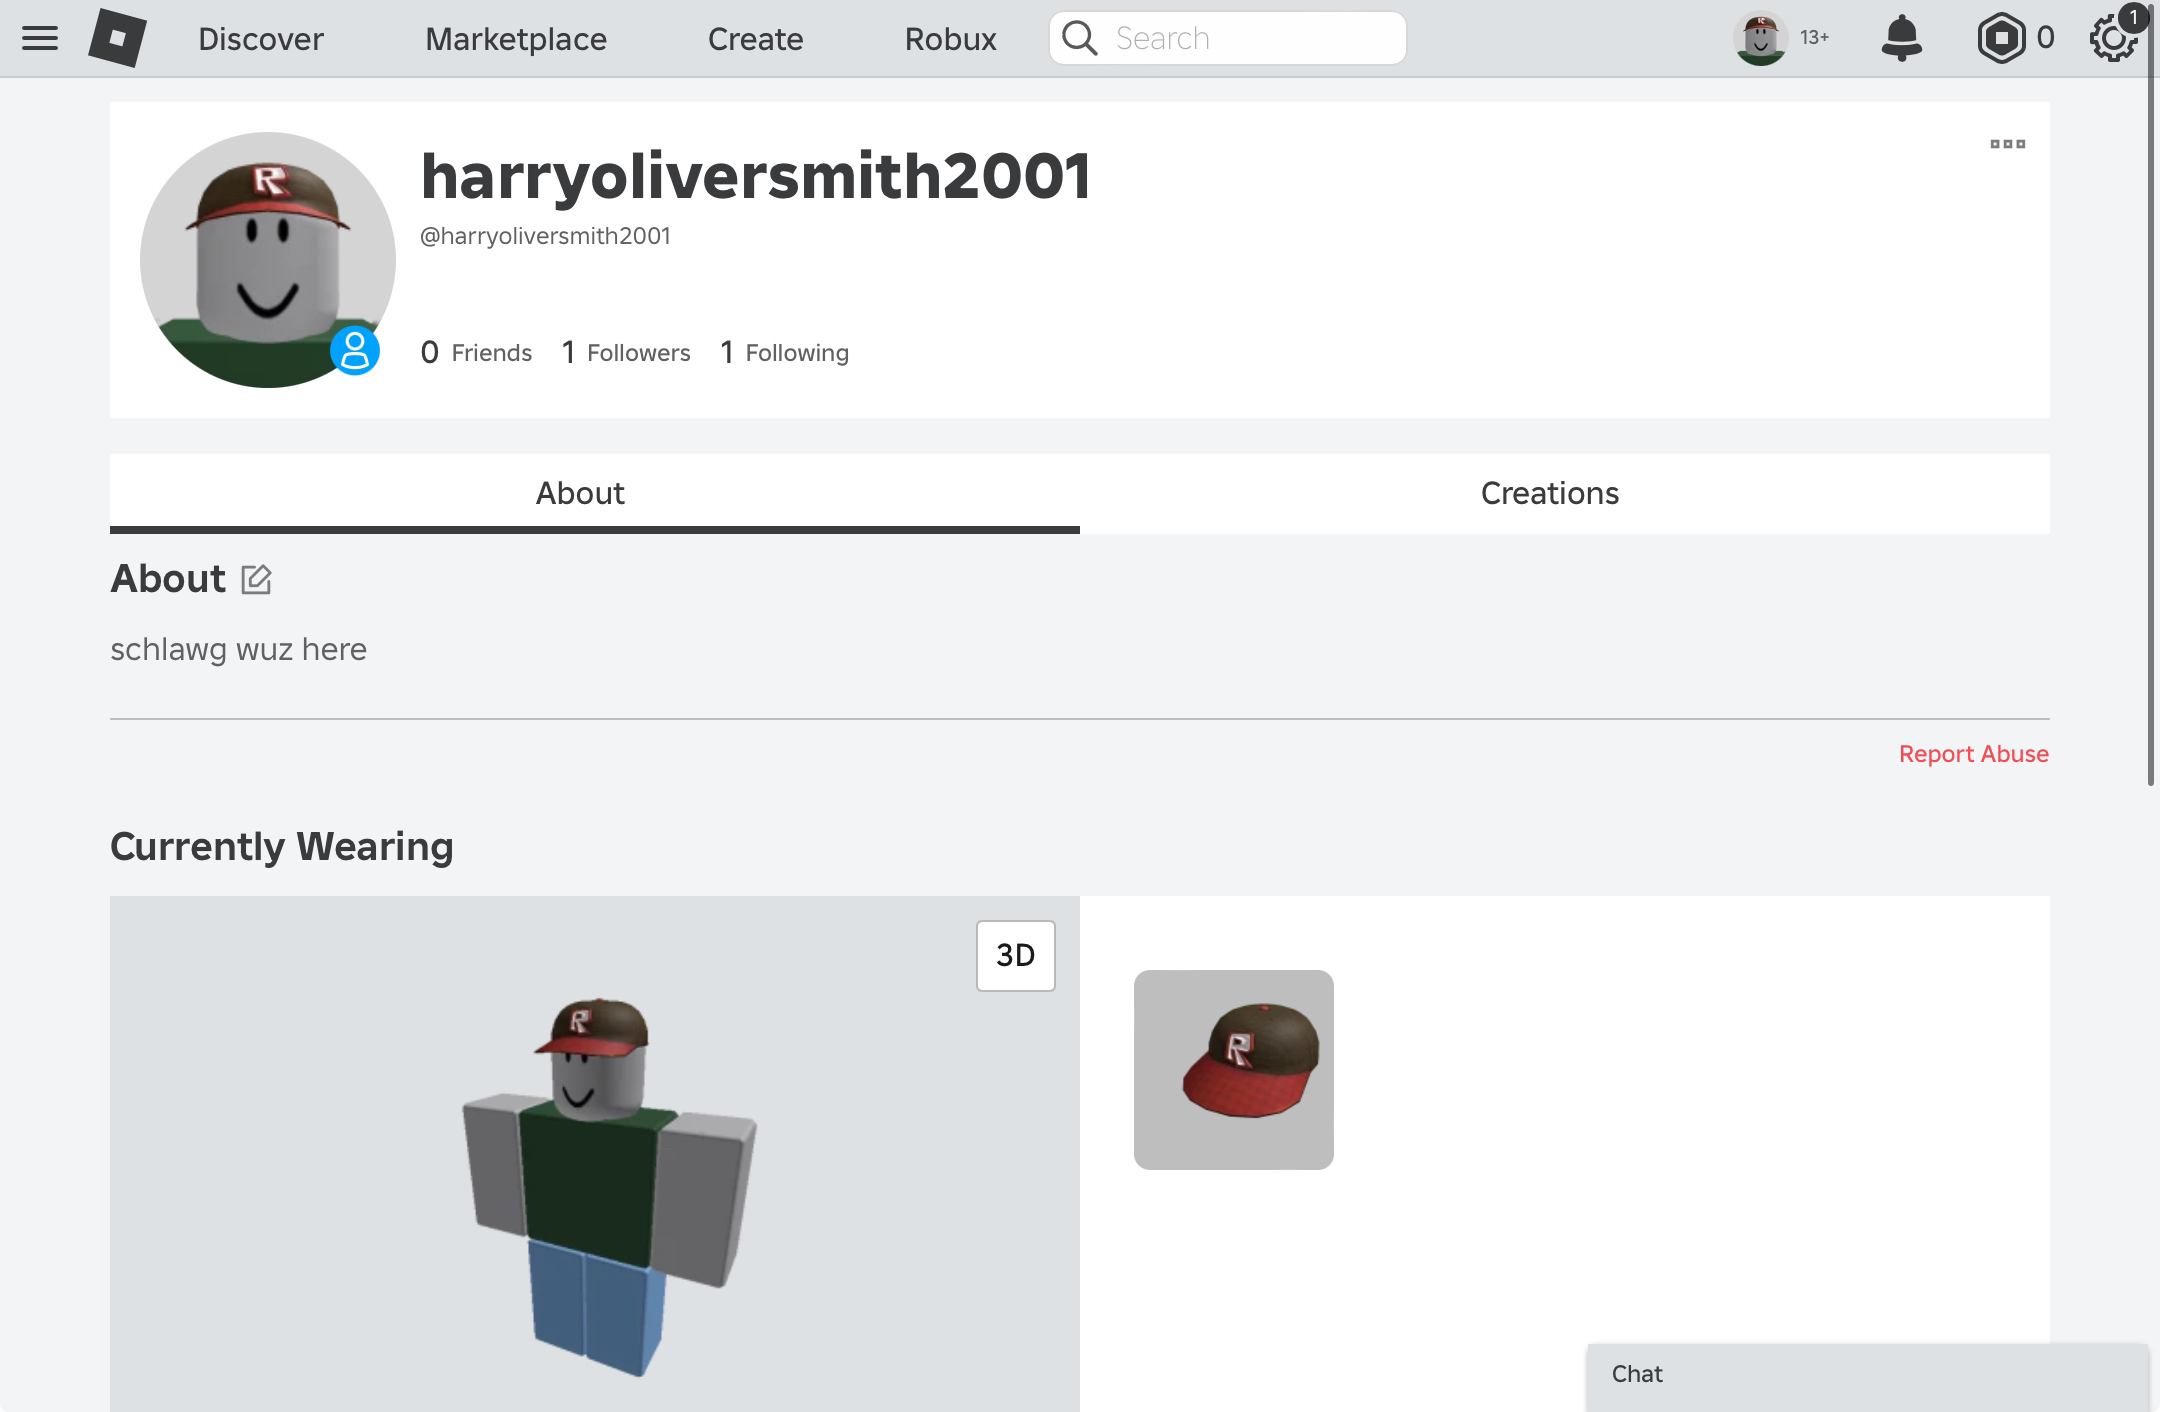 Discover Marketplace Create Robux Search 13+ 0 1
harryoliversmith2001
@harryoliversmith2001
0 Friends 1 Followers 1 Following
About Creations
About
schlawg wuz here
Report Abuse
Currently Wearing
3D
Chat